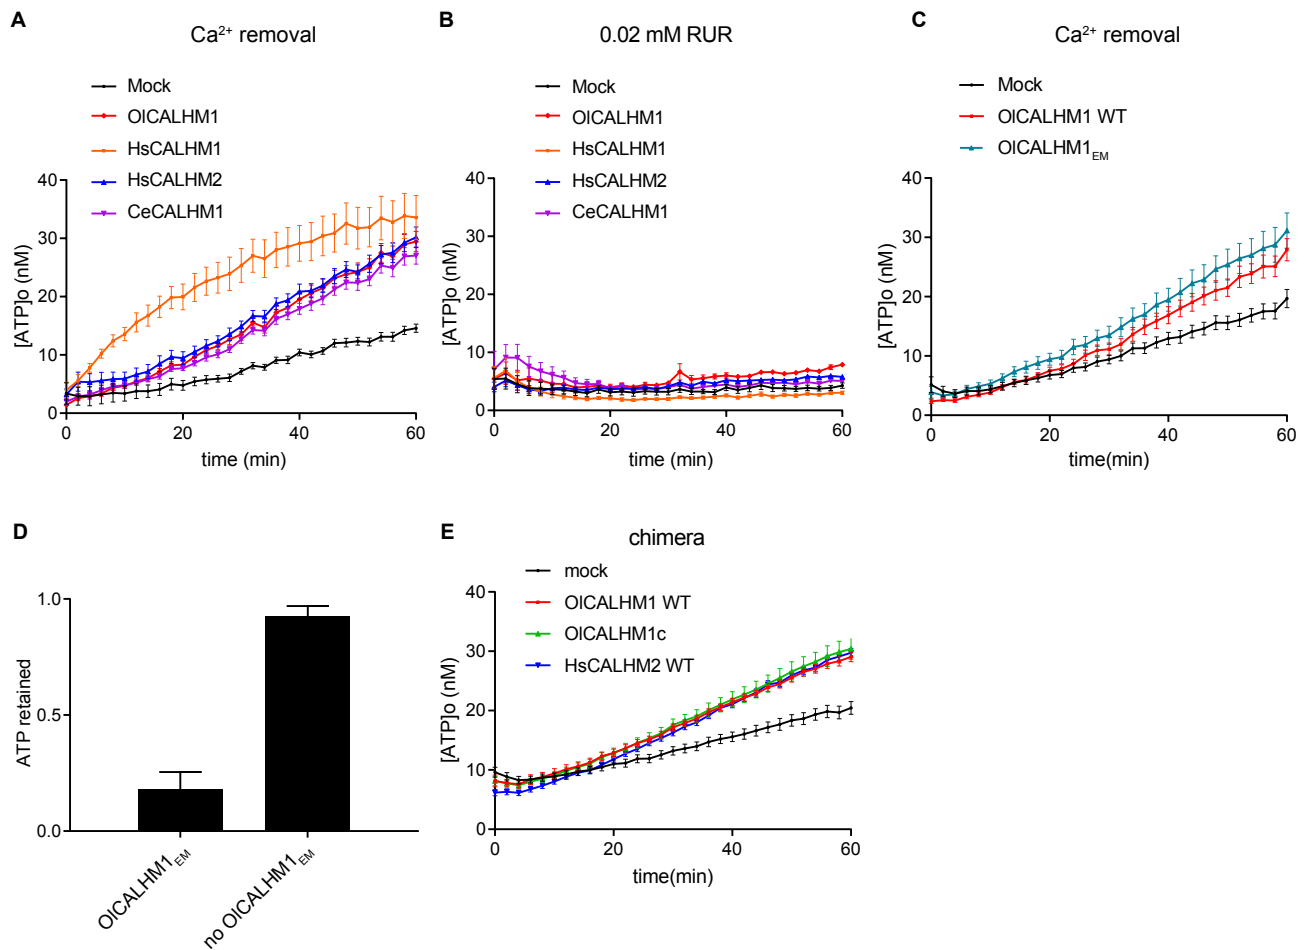 A
Ca²⁺ removal
Mock
OlCALHM1
HsCALHM1
HsCALHM2
CeCALHM1
[ATP]o (nM)
40
30
20
10
0
0 20 40 60
time (min)
B
0.02 mM RUR
Mock
OlCALHM1
HsCALHM1
HsCALHM2
CeCALHM1
[ATP]o (nM)
40
30
20
10
0
0 20 40 60
time (min)
C
Ca²⁺ removal
Mock
OlCALHM1 WT
OlCALHM1EM
[ATP]o (nM)
40
30
20
10
0
0 20 40 60
time(min)
D
ATP retained
1.0
0.5
0.0
OlCALHM1EM
no OlCALHM1EM
E
chimera
mock
OlCALHM1 WT
OlCALHM1c
HsCALHM2 WT
[ATP]o (nM)
40
30
20
10
0
0 20 40 60
time(min)